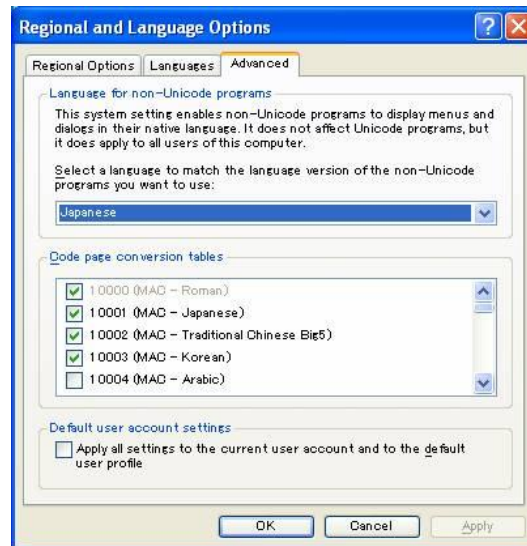 Regional and Language Options
Regional Options Languages Advanced
Language for non-Unicode programs
This system setting enables non-Unicode programs to display menus and
dialogs in their native language. It does not affect Unicode programs, but
it does apply to all users of this computer.
Select a language to match the language version of the non-Unicode
programs you want to use:
Japanese
Code page conversion tables
10000 (MAC - Roman)
10001 (MAC - Japanese)
10002 (MAC - Traditional Chinese Big5)
10003 (MAC - Korean)
10004 (MAC - Arabic)
Default user account settings
Apply all settings to the current user account and to the default
user profile
OK Cancel Apply